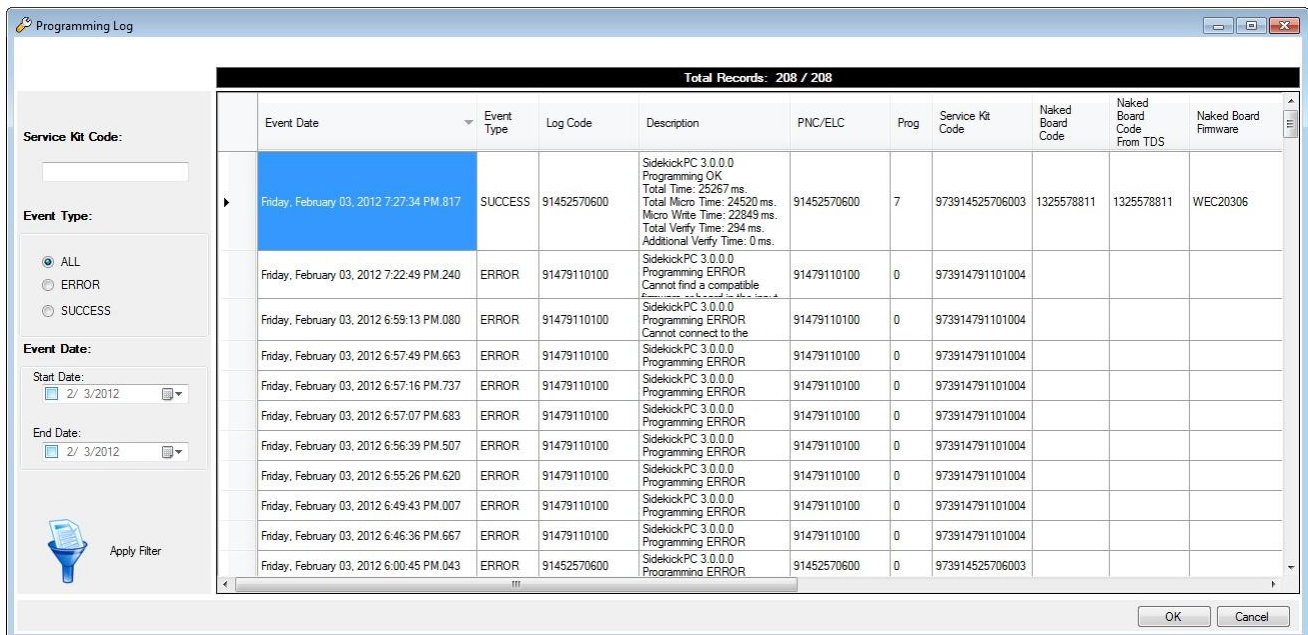 Programming Log
Total Records: 208 / 208
Service Kit Code:
Event Type:
ALL
ERROR
SUCCESS
Event Date:
Start Date:
2/ 3/2012
End Date:
2/ 3/2012
Apply Filter
Event Date Event Type Log Code Description PNC/ELC Prog Service Kit Code Naked Board Code Naked Board Code From TDS Naked Board Firmware
Friday, February 03, 2012 7:27:34 PM.817 SUCCESS 91452570600 SidekickPC 3.0.0.0
Programming OK
Total Time: 25267 ms.
Total Micro Time: 24520 ms.
Micro Write Time: 22849 ms.
Total Verify Time: 294 ms.
Additional Verify Time: 0 ms.
91452570600 7 973914525706003 1325578811 1325578811 WEC20306
Friday, February 03, 2012 7:22:49 PM.240 ERROR 91479110100 SidekickPC 3.0.0.0
Programming ERROR
Cannot find a compatible
91479110100 0 973914791101004
Friday, February 03, 2012 6:59:13 PM.080 ERROR 91479110100 SidekickPC 3.0.0.0
Programming ERROR
Cannot connect to the
91479110100 0 973914791101004
Friday, February 03, 2012 6:57:49 PM.663 ERROR 91479110100 SidekickPC 3.0.0.0
Programming ERROR
91479110100 0 973914791101004
Friday, February 03, 2012 6:57:16 PM.737 ERROR 91479110100 SidekickPC 3.0.0.0
Programming ERROR
91479110100 0 973914791101004
Friday, February 03, 2012 6:57:07 PM.683 ERROR 91479110100 SidekickPC 3.0.0.0
Programming ERROR
91479110100 0 973914791101004
Friday, February 03, 2012 6:56:39 PM.507 ERROR 91479110100 SidekickPC 3.0.0.0
Programming ERROR
91479110100 0 973914791101004
Friday, February 03, 2012 6:55:26 PM.620 ERROR 91479110100 SidekickPC 3.0.0.0
Programming ERROR
91479110100 0 973914791101004
Friday, February 03, 2012 6:49:43 PM.007 ERROR 91479110100 SidekickPC 3.0.0.0
Programming ERROR
91479110100 0 973914791101004
Friday, February 03, 2012 6:46:36 PM.667 ERROR 91479110100 SidekickPC 3.0.0.0
Programming ERROR
91479110100 0 973914791101004
Friday, February 03, 2012 6:00:45 PM.043 ERROR 91452570600 SidekickPC 3.0.0.0
Programming ERROR
91452570600 0 973914525706003
OK
Cancel